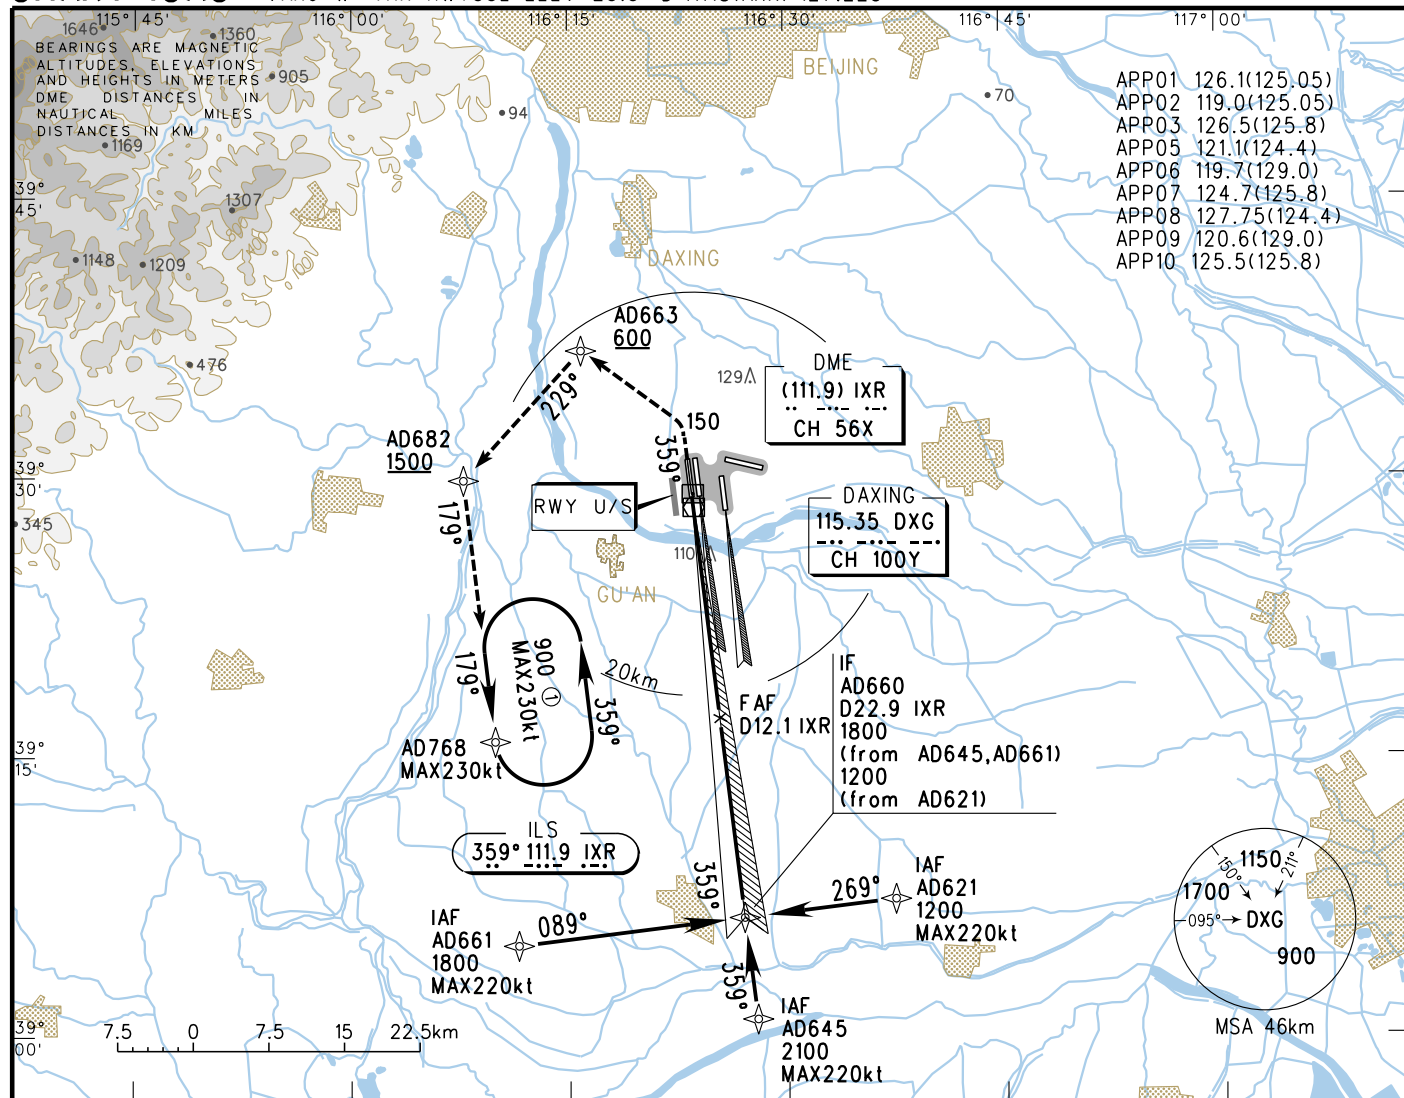 115°45'
116°00'
116°15'
116°30'
116°45'
117°00'
BEARINGS ARE MAGNETIC
ALTITUDES, ELEVATIONS
AND HEIGHTS IN METERS
DME DISTANCES IN
NAUTICAL MILES
DISTANCES IN KM
1646
1360
905
94
1169
1307
900
400
100
1148
1209
476
345
70
BEIJING
APP01 126.1(125.05)
APP02 119.0(125.05)
APP03 126.5(125.8)
APP05 121.1(124.4)
APP06 119.7(129.0)
APP07 124.7(125.8)
APP08 127.75(124.4)
APP09 120.6(129.0)
APP10 125.5(125.8)
39°
45'
DAXING
AD663
600
229°
129
DME
(111.9) IXR
CH 56X
150
359°
AD682
1500
39°
30'
RWY U/S
DAXING
115.35 DXG
CH 100Y
110
179°
GU'AN
900
MAX230kt
①
179°
359°
20km
AD768
MAX230kt
FAF
D12.1 IXR
IF
AD660
D22.9 IXR
1800
(from AD645,AD661)
1200
(from AD621)
39°
15'
ILS
359° 111.9 IXR
359°
IAF
AD661
1800
MAX220kt
089°
269°
IAF
AD621
1200
MAX220kt
359°
IAF
AD645
2100
MAX220kt
1150
150°
211°
1700
095°
DXG
900
MSA 46km
39°
00'
7.5 0 7.5 15 22.5km